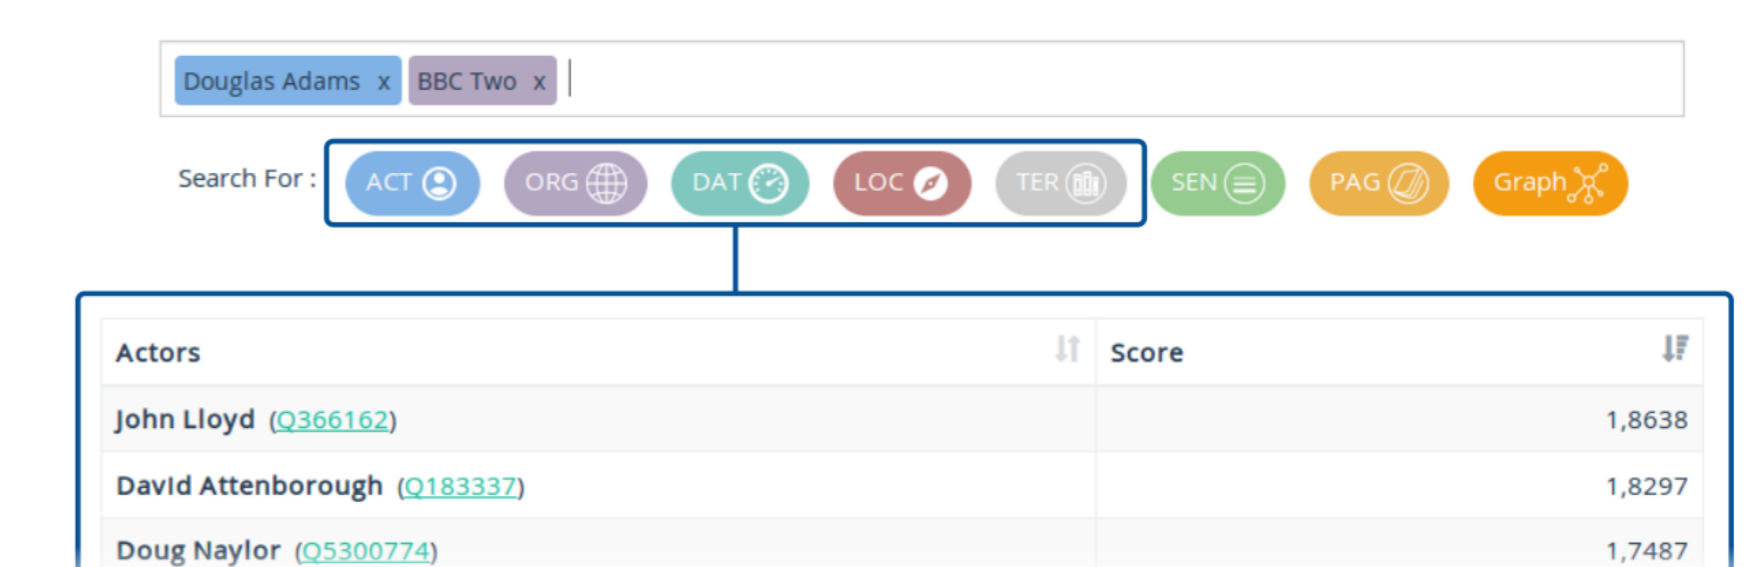 Douglas Adams x BBC Two x
Search For : ACT ORG DAT LOC TER SEN PAG Graph
Actors Score
John Lloyd (Q366162) 1,8638
David Attenborough (Q183337) 1,8297
Doug Naylor (Q5300774) 1,7487